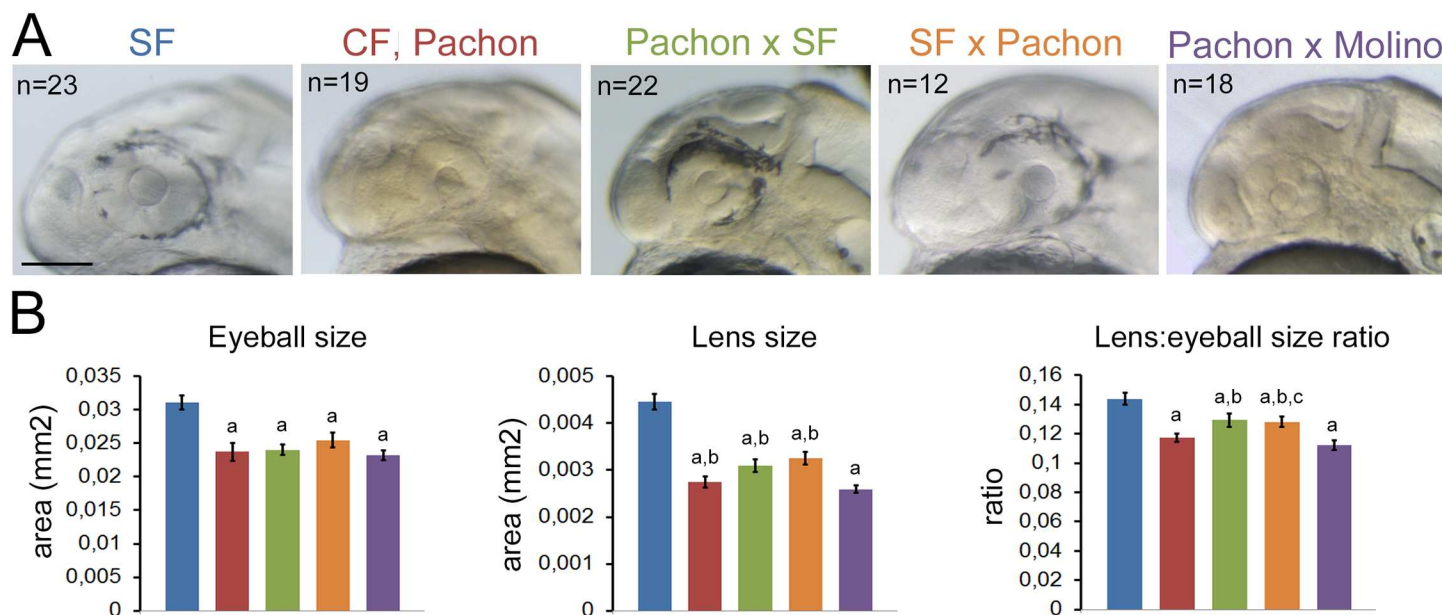 A
SF
CF, Pachon
Pachon x SF
SF x Pachon
Pachon x Molino
n=23
n=19
n=22
n=12
n=18
B
Eyeball size
area (mm2)
0,035
0,03
0,025
0,02
0,015
0,01
0,005
0
a
a
a
a
Lens size
area (mm2)
0,005
0,004
0,003
0,002
0,001
0
a,b
a,b
a,b
a
Lens:eyeball size ratio
ratio
0,16
0,14
0,12
0,1
0,08
0,06
0,04
0,02
0
a
a,b
a,b,c
a